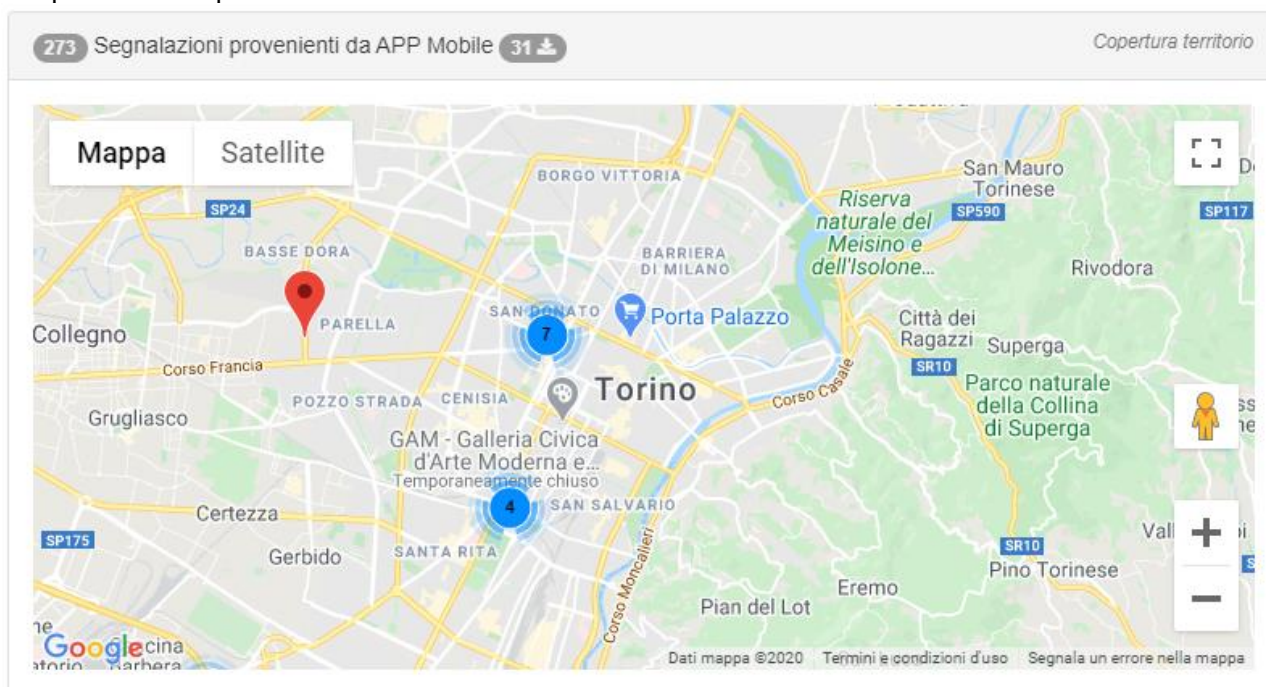 273 Segnalazioni provenienti da APP Mobile 31
Copertura territorio
Mappa
Satellite
San Mauro
Torinese
BORGO VITTORIA
Riserva
naturale del
Meisino e
dell'Isolone...
SP24
SP590
SP117
BASSE DORA
BARRIERA
DI MILANO
Rivodora
Collegno
PARELLA
SAN DONATO
7
Porta Palazzo
Città dei
Ragazzi
Superga
Corso Francia
SR10
Torino
Corso Casale
Parco naturale
della Collina
di Superga
Grugliasco
POZZO STRADA
CENISIA
GAM - Galleria Civica
d'Arte Moderna e...
Temporaneamente chiuso
4
SAN SALVARIO
Certezza
SP175
Gerbido
SANTA RITA
Corso Moncalieri
SR10
Pino Torinese
Eremo
Pian del Lot
Google
Dati mappa ©2020
Termini e condizioni d'uso
Segnala un errore nella mappa